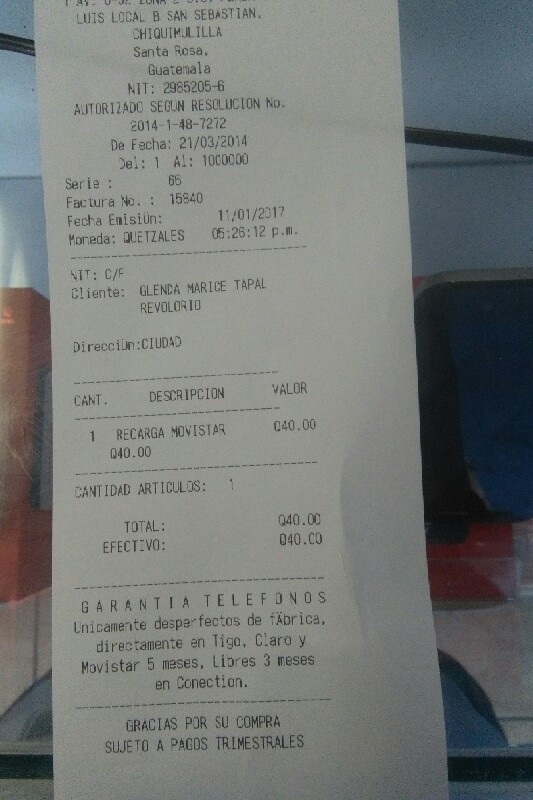 LUIS LOCAL B SAN SEBASTIAN,
CHIQUIMULILLA
Santa Rosa,
Guatemala
NIT: 2985205-6
AUTORIZADO SEGUN RESOLUCION No.
2014-1-48-7272
De Fecha: 21/03/2014
Del: 1 Al: 1000000
Serie : 66
Factura No. : 15840
Fecha EmisiÜn: 11/01/2017
Moneda: QUETZALES 05:26:12 p.m.
NIT: C/F
Cliente: GLENDA MARICE TAPAL
REVOLORIO
DirecciÜn:CIUDAD
CANT. DESCRIPCION VALOR
1 RECARGA MOVISTAR Q40.00
Q40.00
CANTIDAD ARTICULOS: 1
TOTAL: Q40.00
EFECTIVO: Q40.00
GARANTIA TELEFONOS
Unicamente desperfectos de fÄbrica,
directamente en Tigo, Claro y
Movistar 5 meses, Libres 3 meses
en Conection.
GRACIAS POR SU COMPRA
SUJETO A PAGOS TRIMESTRALES